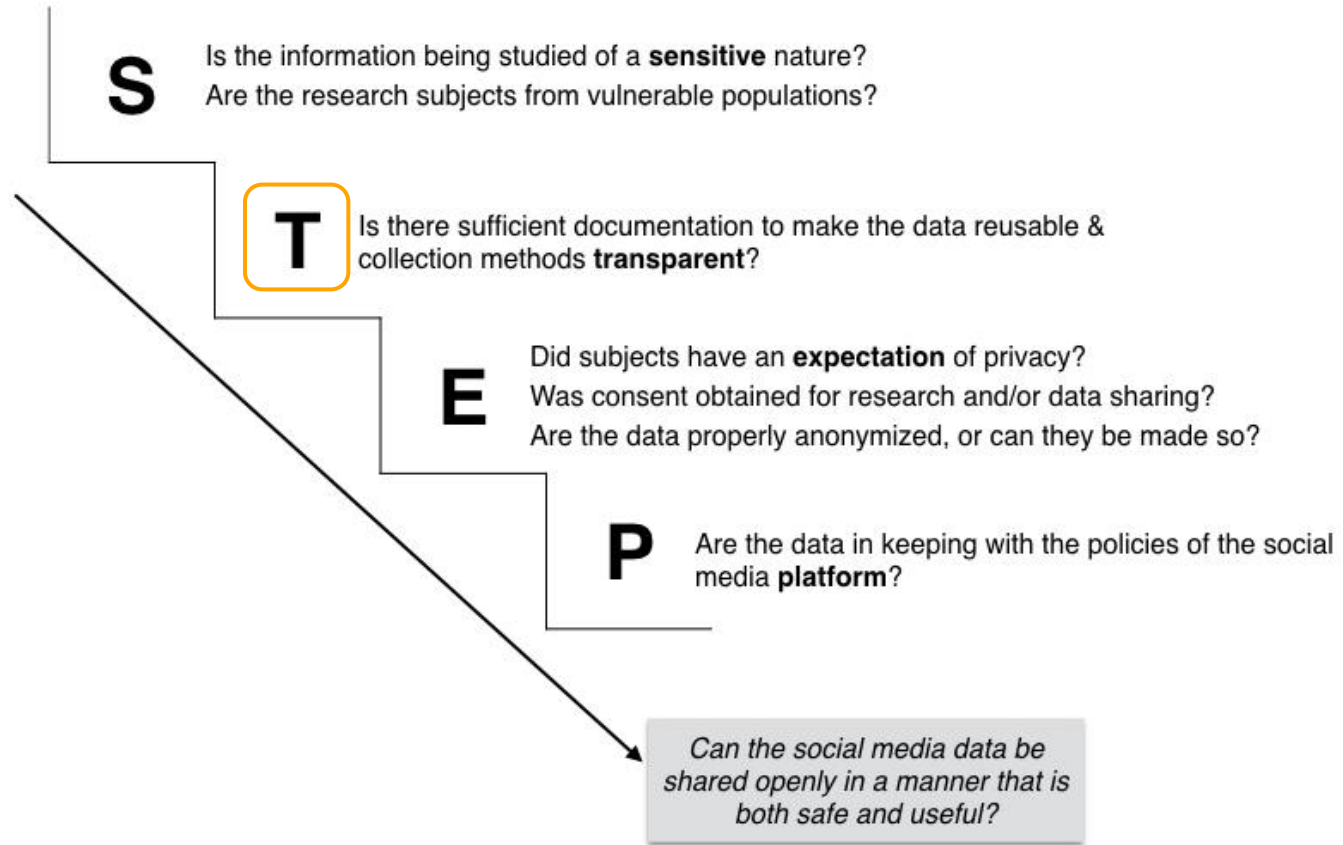 S
Is the information being studied of a sensitive nature?
Are the research subjects from vulnerable populations?
T
Is there sufficient documentation to make the data reusable &
collection methods transparent?
E
Did subjects have an expectation of privacy?
Was consent obtained for research and/or data sharing?
Are the data properly anonymized, or can they be made so?
P
Are the data in keeping with the policies of the social
media platform?
Can the social media data be
shared openly in a manner that is
both safe and useful?